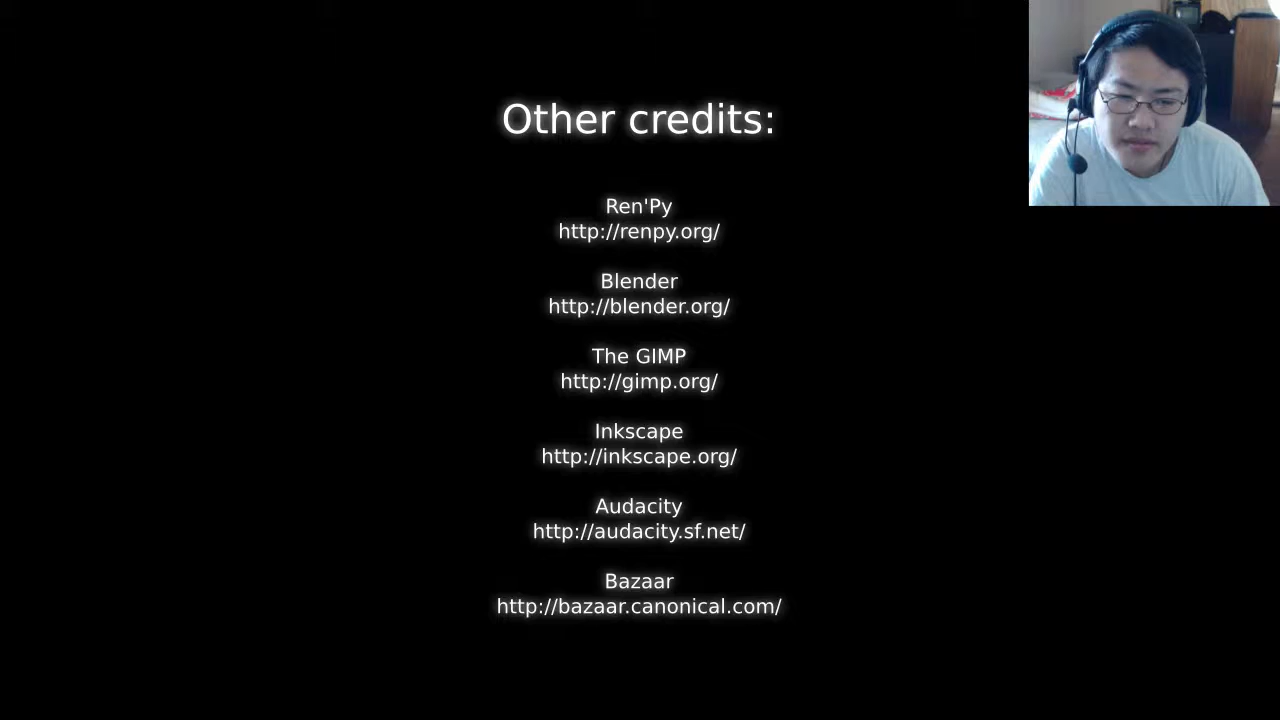 Other credits:
Ren'Py
http://renpy.org/
Blender
http://blender.org/
The GIMP
http://gimp.org/
Inkscape
http://inkscape.org/
Audacity
http://audacity.sf.net/
Bazaar
http://bazaar.canonical.com/